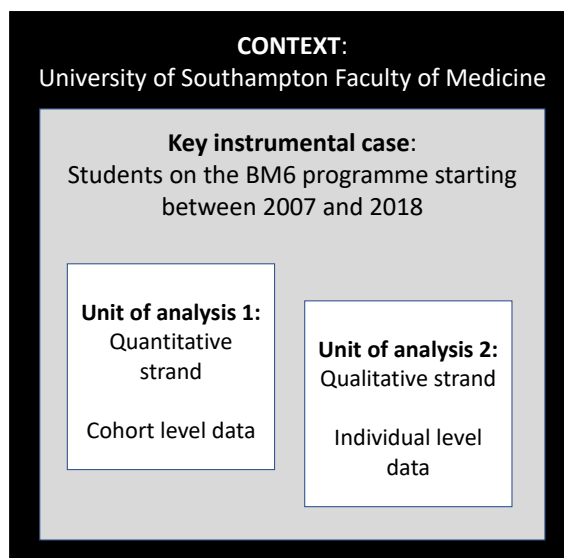 CONTEXT:
University of Southampton Faculty of Medicine
Key instrumental case:
Students on the BM6 programme starting
between 2007 and 2018
Unit of analysis 1:
Quantitative
strand
Cohort level data
Unit of analysis 2:
Qualitative strand
Individual level
data